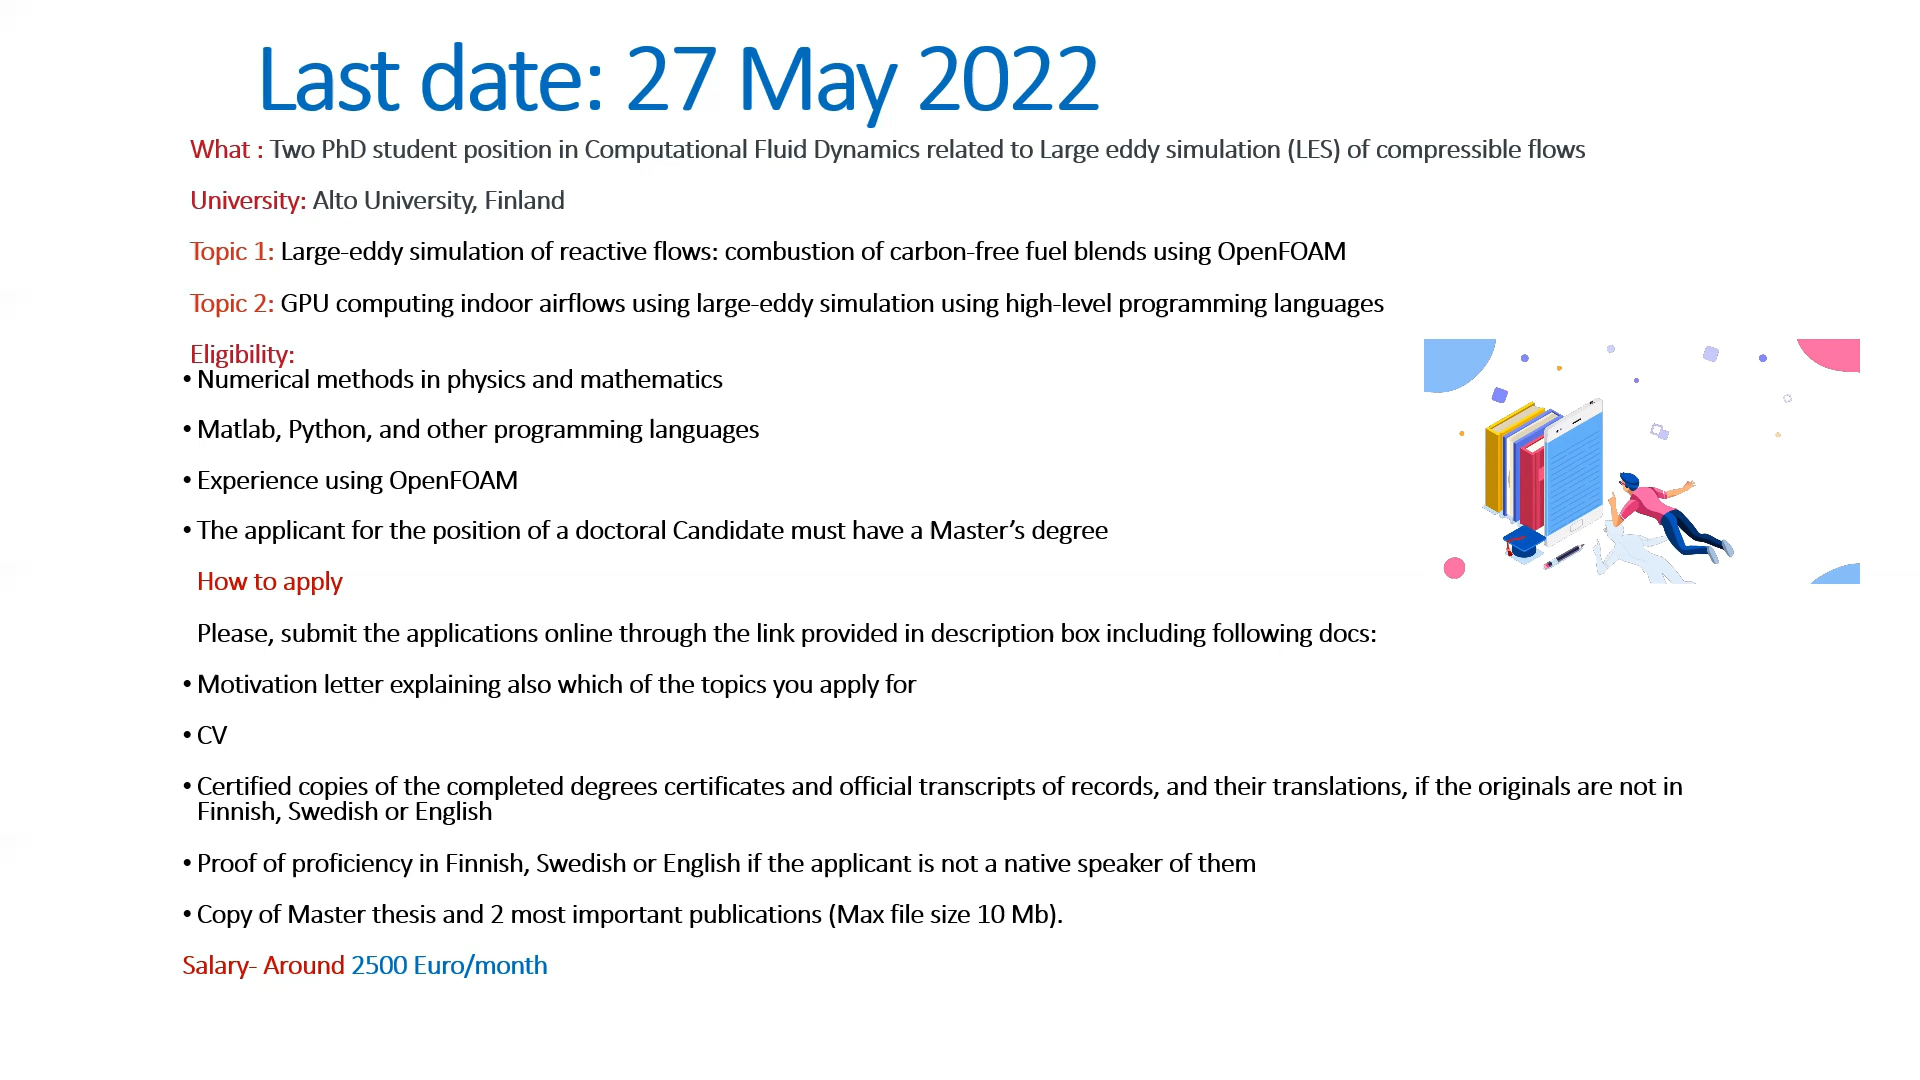 Last date: 27 May 2022
What : Two PhD student position in Computational Fluid Dynamics related to Large eddy simulation (LES) of compressible flows
University: Alto University, Finland
Topic 1: Large-eddy simulation of reactive flows: combustion of carbon-free fuel blends using OpenFOAM
Topic 2: GPU computing indoor airflows using large-eddy simulation using high-level programming languages
Eligibility:
• Numerical methods in physics and mathematics
• Matlab, Python, and other programming languages
• Experience using OpenFOAM
• The applicant for the position of a doctoral Candidate must have a Master’s degree
How to apply
Please, submit the applications online through the link provided in description box including following docs:
• Motivation letter explaining also which of the topics you apply for
• CV
• Certified copies of the completed degrees certificates and official transcripts of records, and their translations, if the originals are not in
Finnish, Swedish or English
• Proof of proficiency in Finnish, Swedish or English if the applicant is not a native speaker of them
• Copy of Master thesis and 2 most important publications (Max file size 10 Mb).
Salary- Around 2500 Euro/month